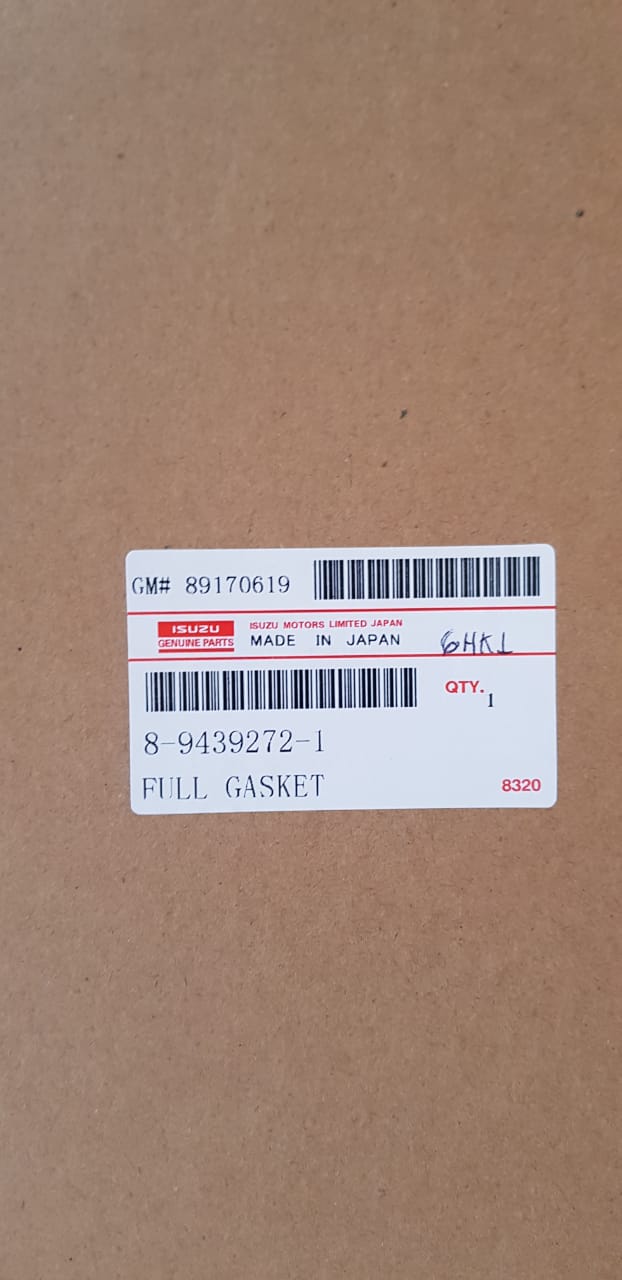 GM# 89170619
ISUZU
GENUINE PARTS
ISUZU MOTORS LIMITED JAPAN
MADE IN JAPAN
6HK1
QTY. 1
8-9439272-1
FULL GASKET
8320